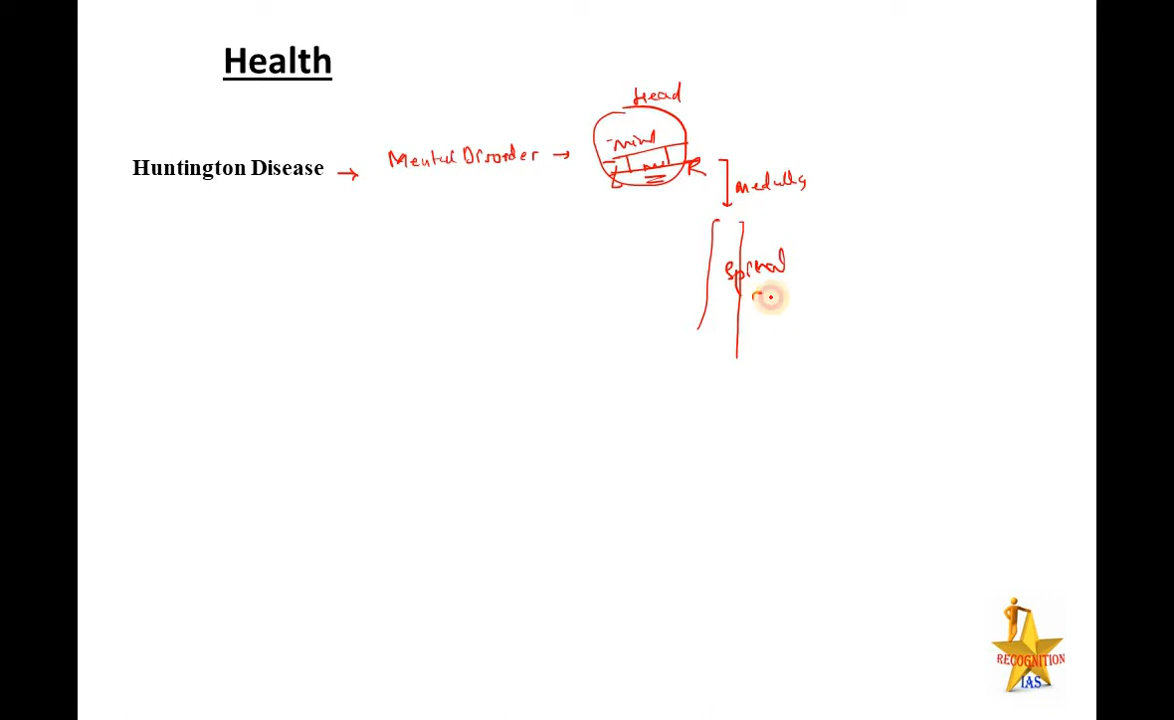 Health
Head
mind
Huntington Disease → Mental Disorder →
R
medulla
Spinal
RECOGNITION
IAS